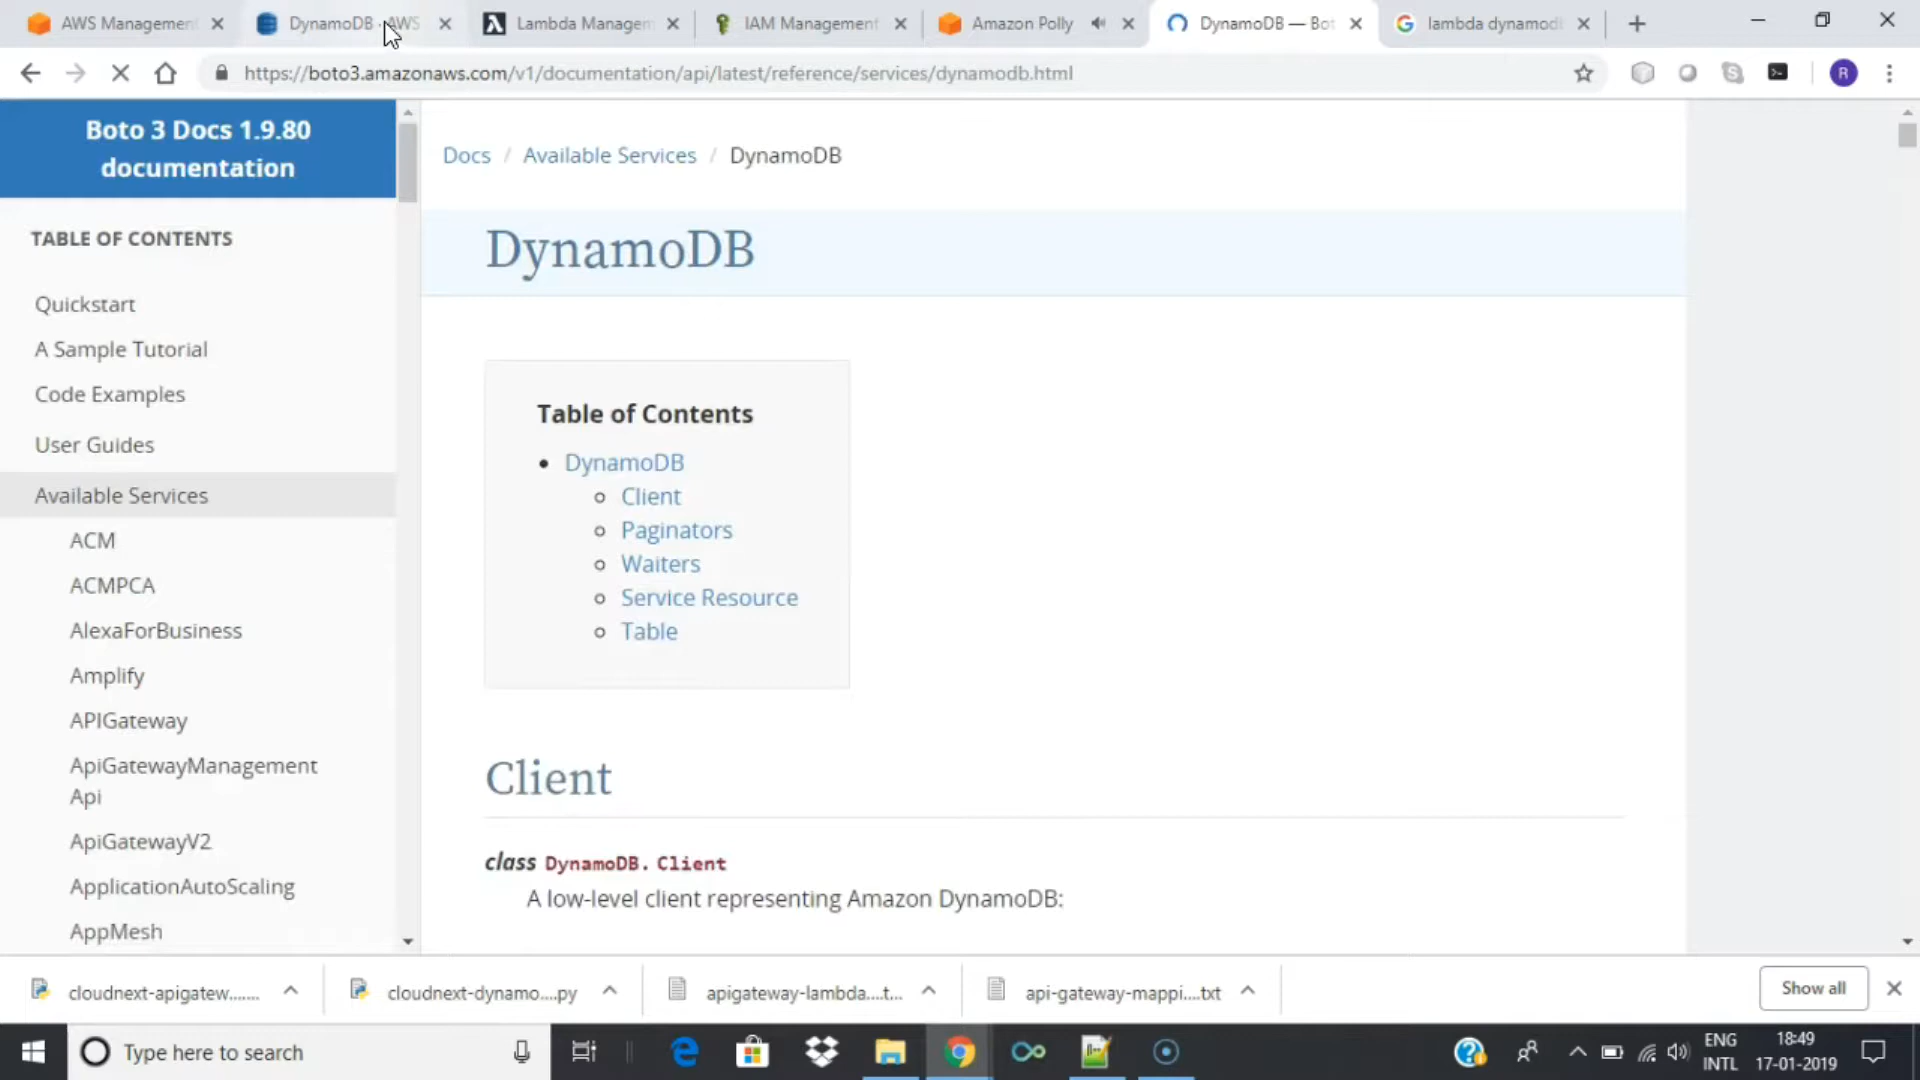 AWS Management
DynamoDB · AWS
Lambda Managem
IAM Management
Amazon Polly
DynamoDB — Bot
lambda dynamodb
https://boto3.amazonaws.com/v1/documentation/api/latest/reference/services/dynamodb.html
R
Boto 3 Docs 1.9.80
documentation
TABLE OF CONTENTS
Quickstart
A Sample Tutorial
Code Examples
User Guides
Available Services
ACM
ACMPCA
AlexaForBusiness
Amplify
APIGateway
ApiGatewayManagement
Api
ApiGatewayV2
ApplicationAutoScaling
AppMesh
Docs / Available Services / DynamoDB
DynamoDB
Table of Contents
DynamoDB
Client
Paginators
Waiters
Service Resource
Table
Client
class DynamoDB. Client
A low-level client representing Amazon DynamoDB:
cloudnext-apigatew.......
cloudnext-dynamo....py
apigateway-lambda....t...
api-gateway-mappi....txt
Show all
Type here to search
ENG
INTL
18:49
17-01-2019